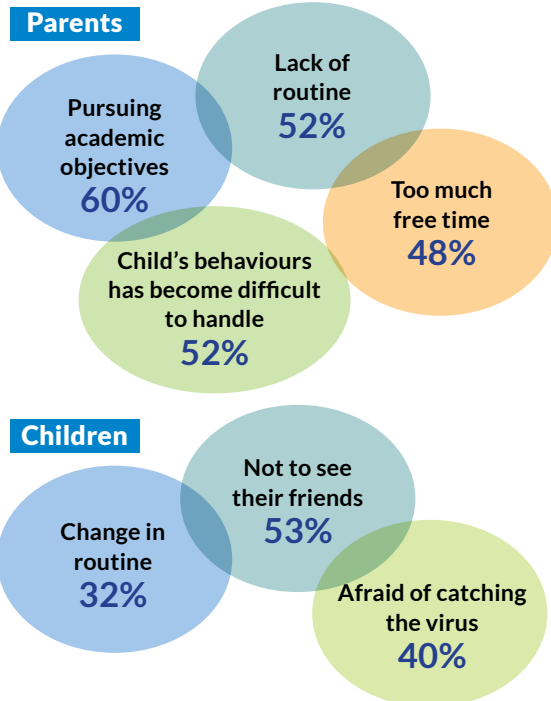 Parents
Pursuing
academic
objectives
60%
Lack of
routine
52%
Too much
free time
48%
Child's behaviours
has become difficult
to handle
52%
Children
Change in
routine
32%
Not to see
their friends
53%
Afraid of catching
the virus
40%